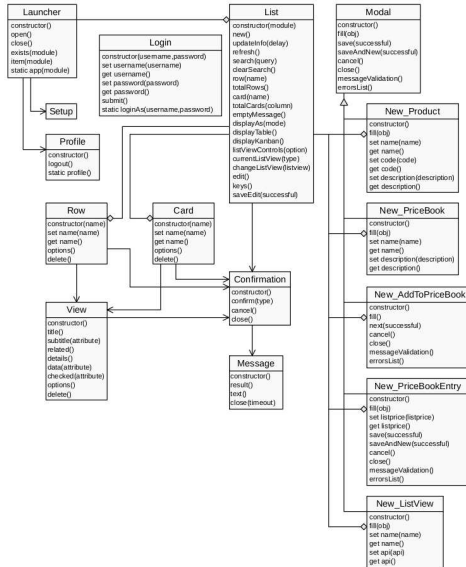 Launcher
constructor()
open()
close()
exists(module)
item(module)
static app(module)
Setup
Profile
constructor()
logout()
static profile()
Login
constructor(username,password)
set username(username)
get username()
set password(password)
get password()
submit()
static loginAs(username,password)
List
constructor(module)
new()
updateInfo(delay)
refresh()
search(query)
clearSearch()
row(name)
totalRows()
card(name)
totalCards(column)
emptyMessage()
displayAs(mode)
displayTable()
displayKanban()
listViewControls(option)
currentListView(type)
changeListView(listview)
edit()
keys()
saveEdit(successful)
Modal
constructor()
fill(obj)
save(successful)
saveAndNew(successful)
cancel()
close()
messageValidation()
errorsList()
New_Product
constructor()
fill(obj)
set name(name)
get name()
set code(code)
get code()
set description(description)
get description()
New_PriceBook
constructor()
fill(obj)
set name(name)
get name()
set description(description)
get description()
New_AddToPriceBook
constructor()
fill()
next(successful)
cancel()
close()
messageValidation()
errorsList()
New_PriceBookEntry
constructor()
fill(obj)
set listprice(listprice)
get listprice()
save(successful)
saveAndNew(successful)
cancel()
close()
messageValidation()
errorsList()
New_ListView
constructor()
fill(obj)
set name(name)
get name()
set api(api)
get api()
Row
constructor(name)
set name(name)
get name()
options()
delete()
Card
constructor(name)
set name(name)
get name()
options()
delete()
View
constructor()
title()
subtitle(attribute)
related()
details()
data(attribute)
checked(attribute)
options()
delete()
Confirmation
constructor()
confirm(type)
cancel()
close()
Message
constructor()
result()
text()
close(timeout)